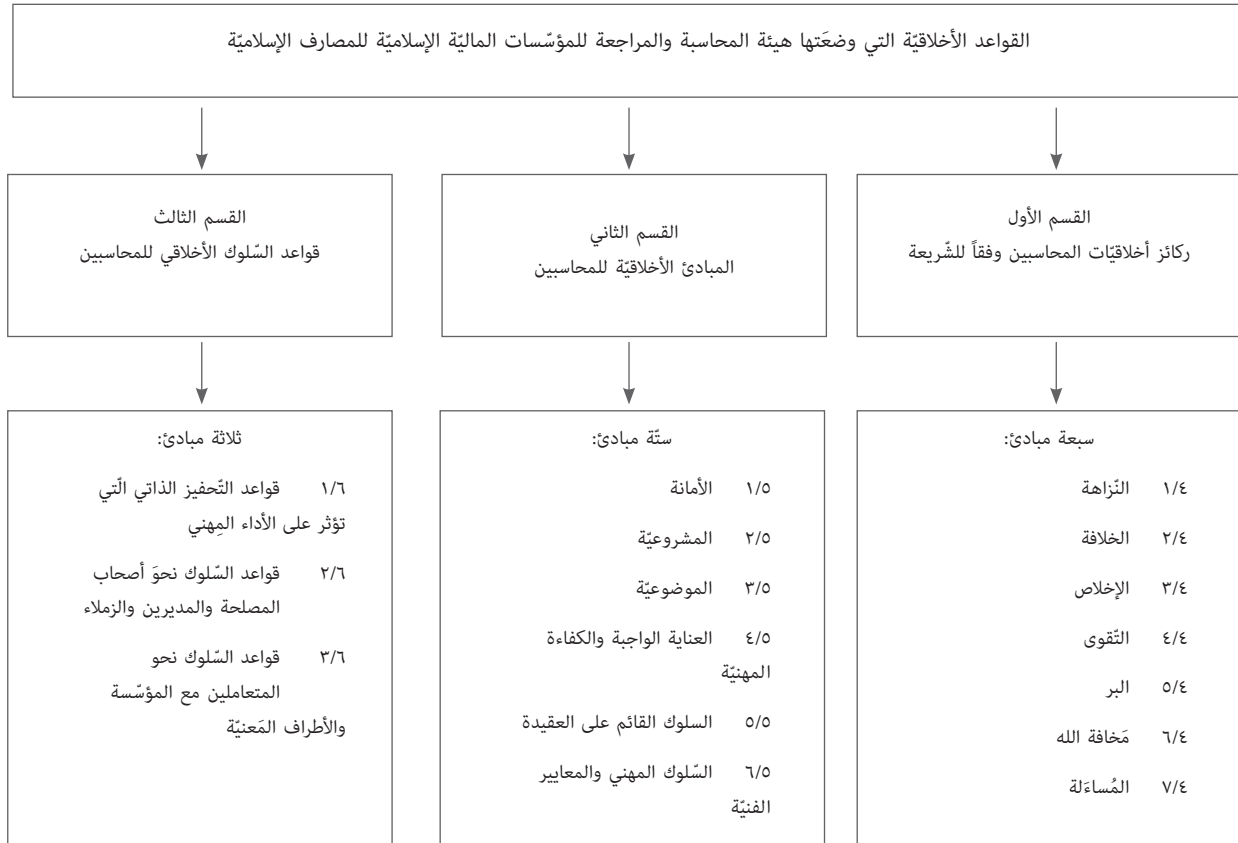 القواعد الأخلاقيّة التي وضعَتها هيئة المحاسبة والمراجعة للمؤسّسات الماليّة الإسلاميّة للمصارف الإسلاميّة
القسم الأول
ركائز أخلاقيّات المحاسبين وفقاً للشّريعة
القسم الثاني
المبادئ الأخلاقيّة للمحاسبين
القسم الثالث
قواعد السّلوك الأخلاقي للمحاسبين
سبعة مبادئ:
١/٤ النّزاهة
٢/٤ الخلافة
٣/٤ الإخلاص
٤/٤ التّقوى
٥/٤ البر
٦/٤ مَخافة الله
٧/٤ المُساءَلة
ستّة مبادئ:
١/٥ الأمانة
٢/٥ المشروعيّة
٣/٥ الموضوعيّة
٤/٥ العناية الواجبة والكفاءة
المهنيّة
٥/٥ السلوك القائم على العقيدة
٦/٥ السّلوك المهني والمعايير
الفنيّة
ثلاثة مبادئ:
١/٦ قواعد التّحفيز الذاتي الّتي
تؤثر على الأداء المِهني
٢/٦ قواعد السّلوك نحوَ أصحاب
المصلحة والمديرين والزملاء
٣/٦ قواعد السّلوك نحو
المتعاملين مع المؤسّسة
والأطراف المَعنيّة